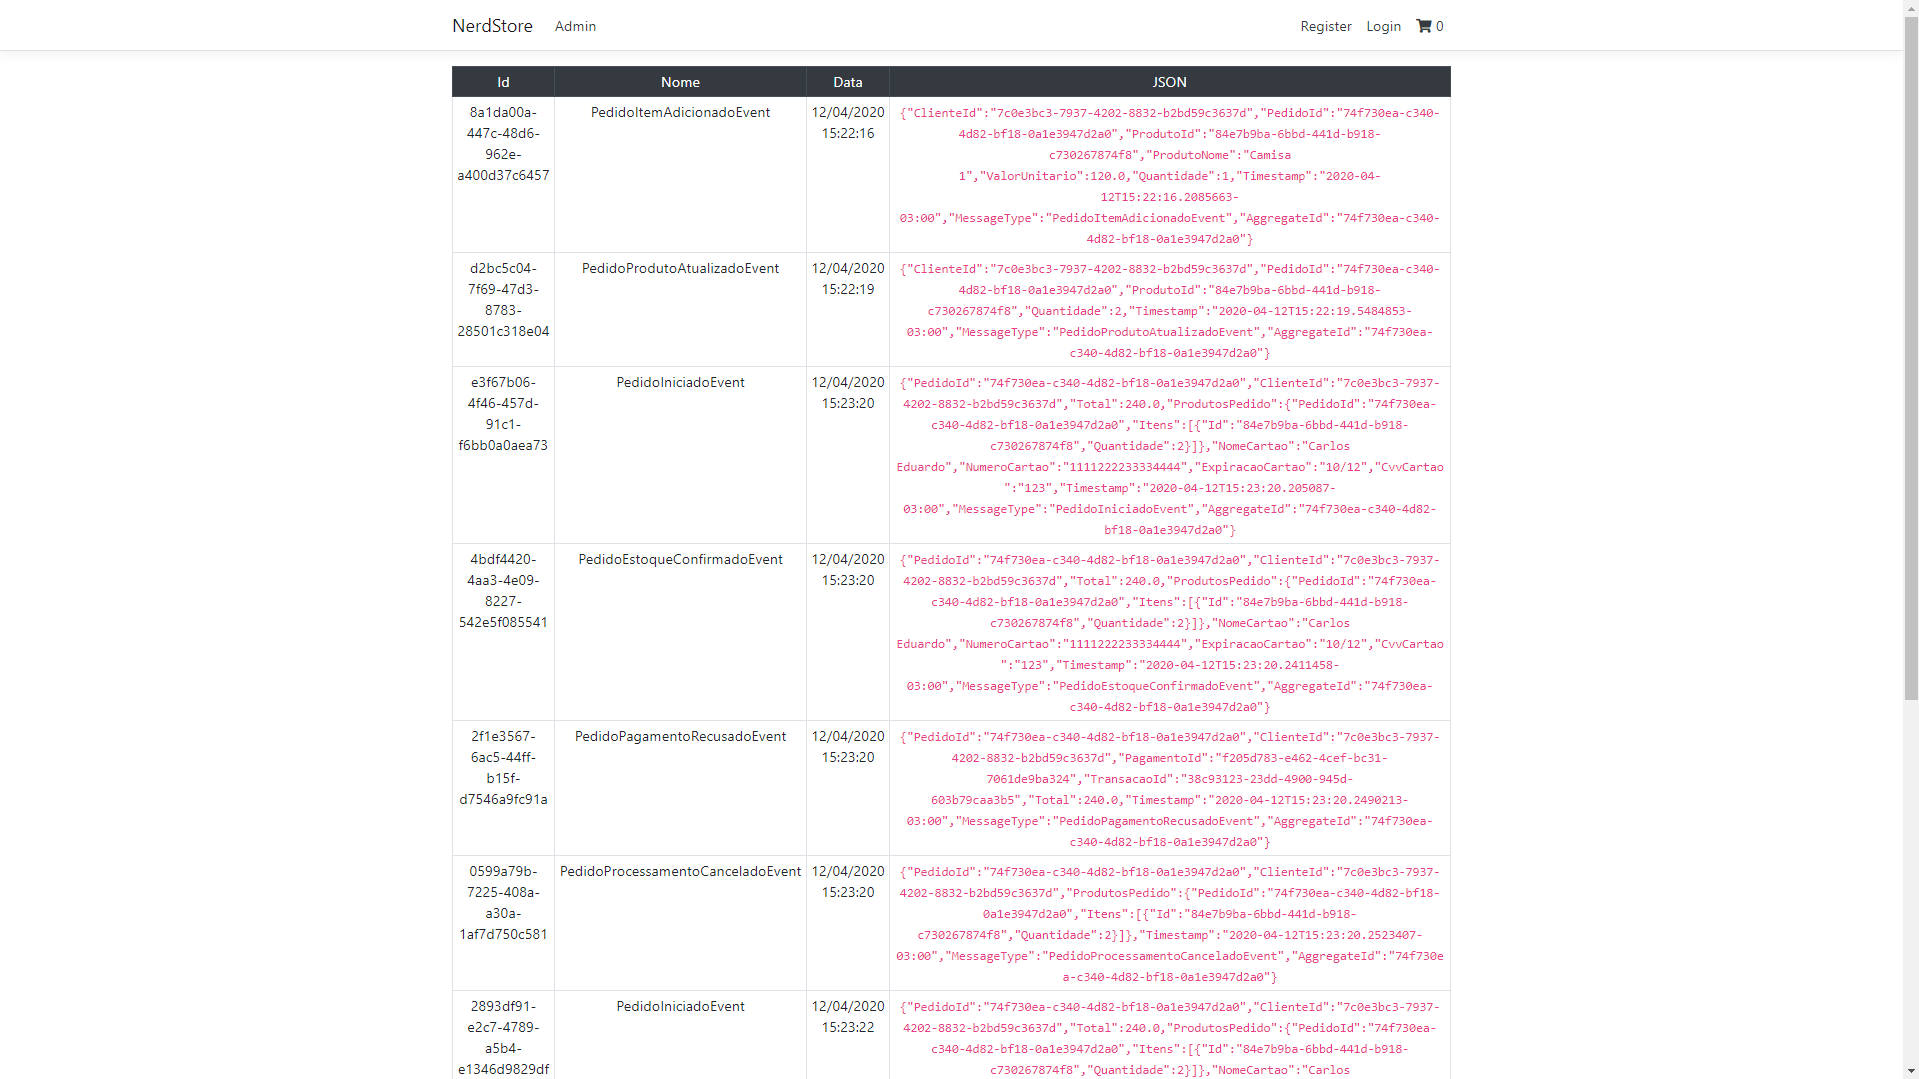 NerdStore Admin Register Login 0
Id Nome Data JSON
8a1da00a-
447c-48d6-
962e-
a400d37c6457
PedidoItemAdicionadoEvent
12/04/2020
15:22:16
{"ClienteId":"7c0e3bc3-7937-4202-8832-b2bd59c3637d","PedidoId":"74f730ea-c340-
4d82-bf18-0a1e3947d2a0","ProdutoId":"84e7b9ba-6bbd-441d-b918-
c730267874f8","ProdutoNome":"Camisa
1","ValorUnitario":120.0,"Quantidade":1,"Timestamp":"2020-04-
12T15:22:16.2085663-
03:00","MessageType":"PedidoItemAdicionadoEvent","AggregateId":"74f730ea-c340-
4d82-bf18-0a1e3947d2a0"}
d2bc5c04-
7f69-47d3-
8783-
28501c318e04
PedidoProdutoAtualizadoEvent
12/04/2020
15:22:19
{"ClienteId":"7c0e3bc3-7937-4202-8832-b2bd59c3637d","PedidoId":"74f730ea-c340-
4d82-bf18-0a1e3947d2a0","ProdutoId":"84e7b9ba-6bbd-441d-b918-
c730267874f8","Quantidade":2,"Timestamp":"2020-04-12T15:22:19.5484853-
03:00","MessageType":"PedidoProdutoAtualizadoEvent","AggregateId":"74f730ea-
c340-4d82-bf18-0a1e3947d2a0"}
e3f67b06-
4f46-457d-
91c1-
f6bb0a0aea73
PedidoIniciadoEvent
12/04/2020
15:23:20
{"PedidoId":"74f730ea-c340-4d82-bf18-0a1e3947d2a0","ClienteId":"7c0e3bc3-7937-
4202-8832-b2bd59c3637d","Total":240.0,"ProdutosPedido":{"PedidoId":"74f730ea-
c340-4d82-bf18-0a1e3947d2a0","Itens":[{"Id":"84e7b9ba-6bbd-441d-b918-
c730267874f8","Quantidade":2}]},"NomeCartao":"Carlos
Eduardo","NumeroCartao":"1111222233334444","ExpiracaoCartao":"10/12","CvvCartao
":"123","Timestamp":"2020-04-12T15:23:20.205087-
03:00","MessageType":"PedidoIniciadoEvent","AggregateId":"74f730ea-c340-4d82-
bf18-0a1e3947d2a0"}
4bdf4420-
4aa3-4e09-
8227-
542e5f085541
PedidoEstoqueConfirmadoEvent
12/04/2020
15:23:20
{"PedidoId":"74f730ea-c340-4d82-bf18-0a1e3947d2a0","ClienteId":"7c0e3bc3-7937-
4202-8832-b2bd59c3637d","Total":240.0,"ProdutosPedido":{"PedidoId":"74f730ea-
c340-4d82-bf18-0a1e3947d2a0","Itens":[{"Id":"84e7b9ba-6bbd-441d-b918-
c730267874f8","Quantidade":2}]},"NomeCartao":"Carlos
Eduardo","NumeroCartao":"1111222233334444","ExpiracaoCartao":"10/12","CvvCartao
":"123","Timestamp":"2020-04-12T15:23:20.2411458-
03:00","MessageType":"PedidoEstoqueConfirmadoEvent","AggregateId":"74f730ea-
c340-4d82-bf18-0a1e3947d2a0"}
2f1e3567-
6ac5-44ff-
b15f-
d7546a9fc91a
PedidoPagamentoRecusadoEvent
12/04/2020
15:23:20
{"PedidoId":"74f730ea-c340-4d82-bf18-0a1e3947d2a0","ClienteId":"7c0e3bc3-7937-
4202-8832-b2bd59c3637d","PagamentoId":"f205d783-e462-4cef-bc31-
7061de9ba324","TransacaoId":"38c93123-23dd-4900-945d-
603b79caa3b5","Total":240.0,"Timestamp":"2020-04-12T15:23:20.2490213-
03:00","MessageType":"PedidoPagamentoRecusadoEvent","AggregateId":"74f730ea-
c340-4d82-bf18-0a1e3947d2a0"}
0599a79b-
7225-408a-
a30a-
1af7d750c581
PedidoProcessamentoCanceladoEvent
12/04/2020
15:23:20
{"PedidoId":"74f730ea-c340-4d82-bf18-0a1e3947d2a0","ClienteId":"7c0e3bc3-7937-
4202-8832-b2bd59c3637d","ProdutosPedido":{"PedidoId":"74f730ea-c340-4d82-bf18-
0a1e3947d2a0","Itens":[{"Id":"84e7b9ba-6bbd-441d-b918-
c730267874f8","Quantidade":2}]},"Timestamp":"2020-04-12T15:23:20.2523407-
03:00","MessageType":"PedidoProcessamentoCanceladoEvent","AggregateId":"74f730e
a-c340-4d82-bf18-0a1e3947d2a0"}
2893df91-
e2c7-4789-
a5b4-
e1346d9829df
PedidoIniciadoEvent
12/04/2020
15:23:22
{"PedidoId":"74f730ea-c340-4d82-bf18-0a1e3947d2a0","ClienteId":"7c0e3bc3-7937-
4202-8832-b2bd59c3637d","Total":240.0,"ProdutosPedido":{"PedidoId":"74f730ea-
c340-4d82-bf18-0a1e3947d2a0","Itens":[{"Id":"84e7b9ba-6bbd-441d-b918-
c730267874f8","Quantidade":2}]},"NomeCartao":"Carlos